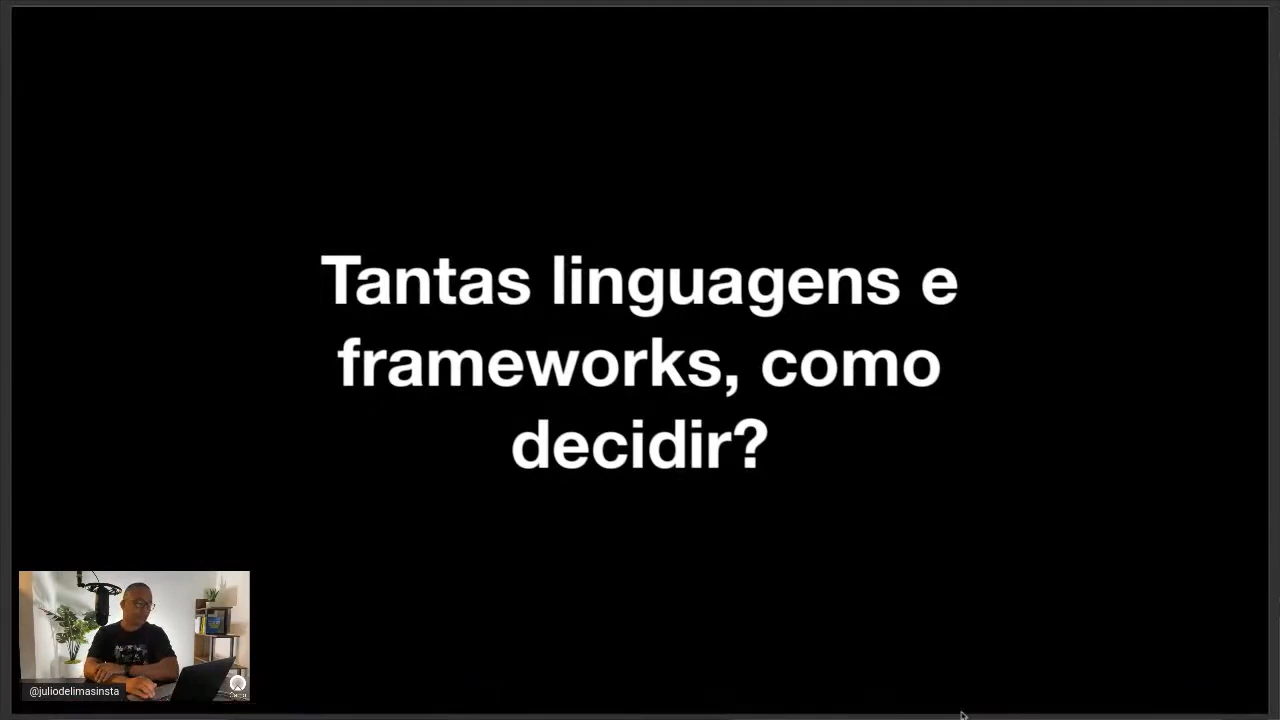 Tantas linguagens e
frameworks, como
decidir?
@juliodelimasinsta